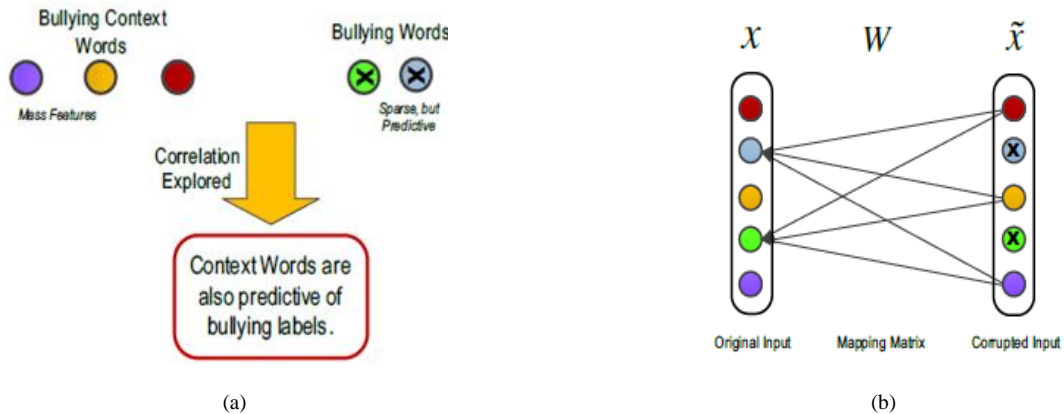 Bullying Context
Words
Bullying Words
Mass Features
Sparse, but
Predictive
X X
Correlation
Explored
Context Words are
also predictive of
bullying labels.
(a)
x W x̃
X
X
Original Input Mapping Matrix Corrupted Input
(b)